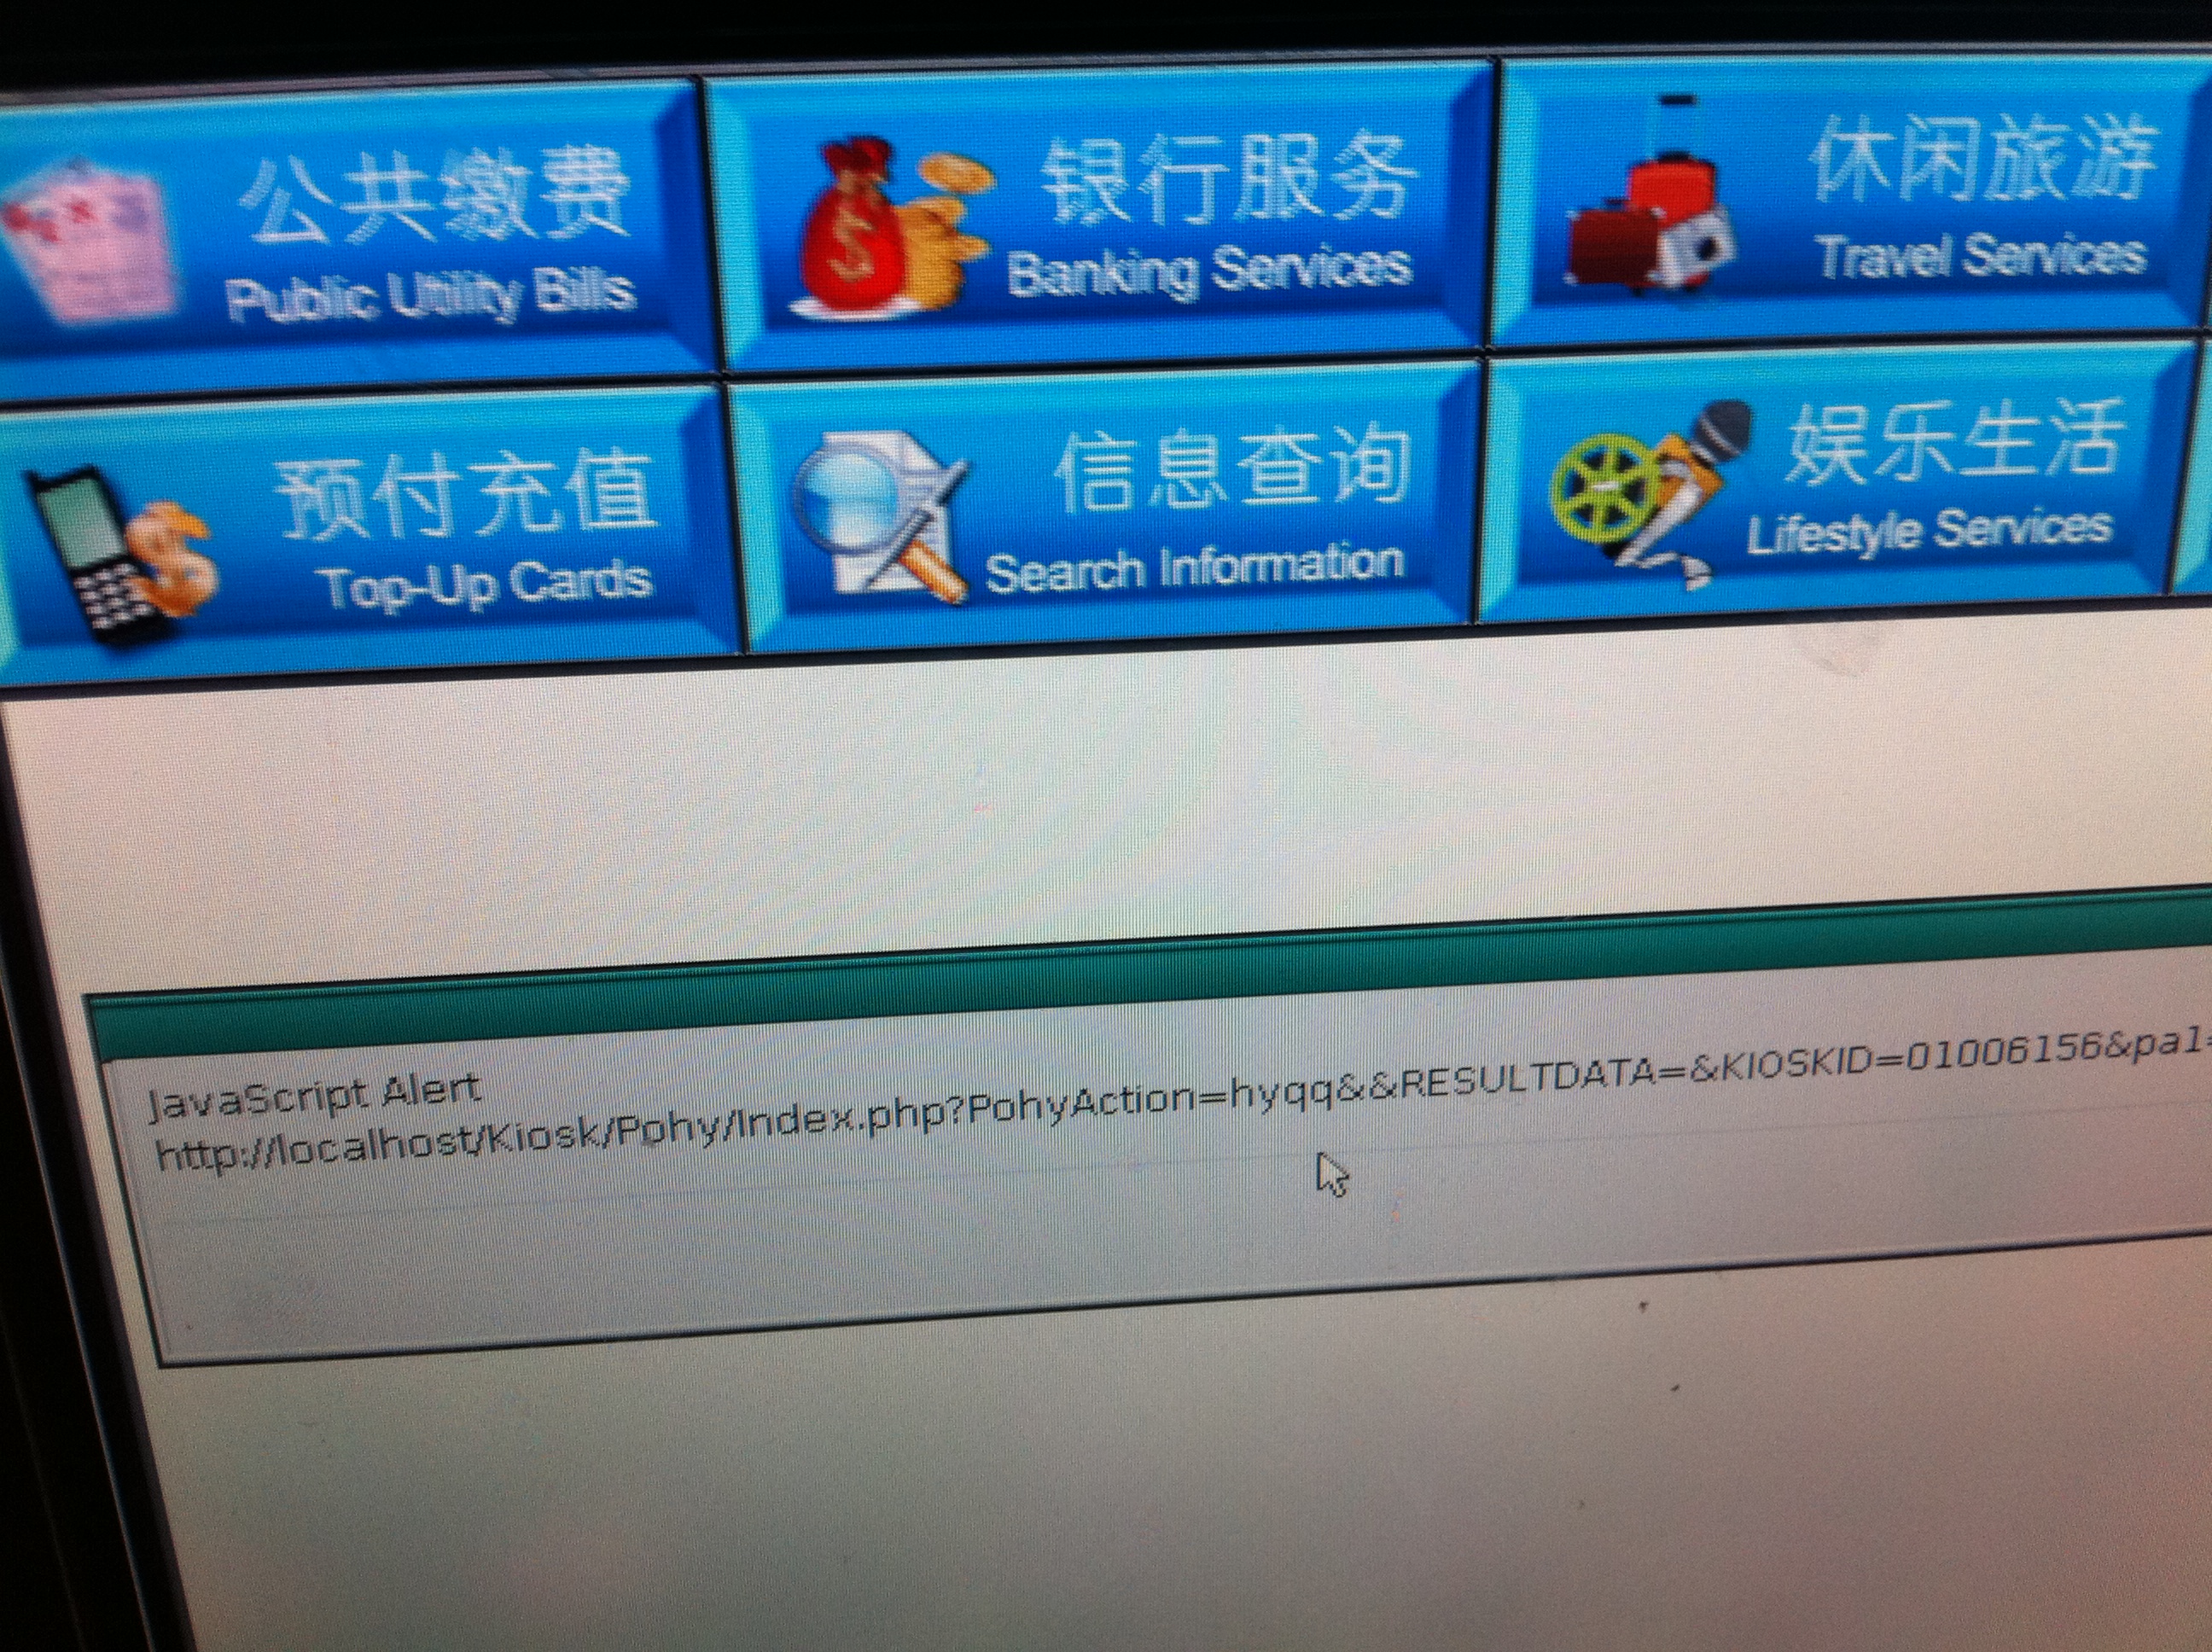 公共缴费
Public Utility Bills
银行服务
Banking Services
休闲旅游
Travel Services
预付充值
Top-Up Cards
信息查询
Search Information
娱乐生活
Lifestyle Services
JavaScript Alert
http://localhost/Kiosk/Pohy/Index.php?PohyAction=hyqq&&RESULTDATA=&KIOSKID=01006156&pal=